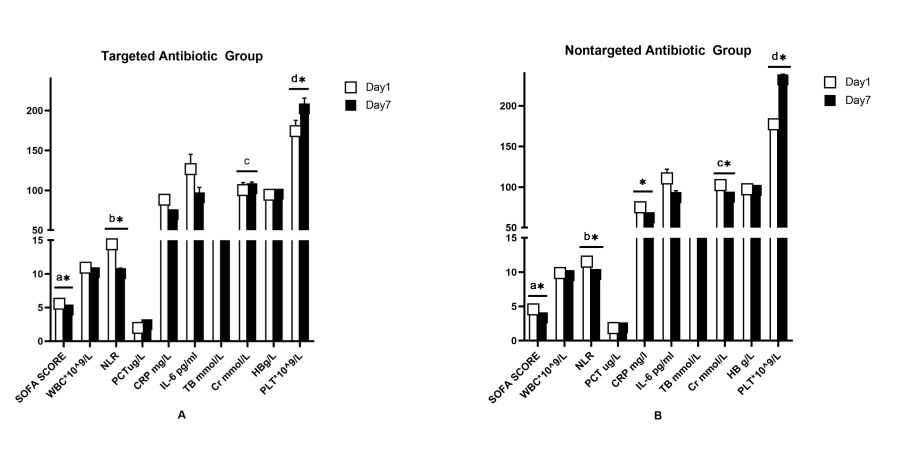 Targeted Antibiotic Group
Day1
Day7
200
150
100
50
15
10
5
0
a*
b*
c
d*
SOFA SCORE
WBC*10^9/L
NLR
PCTug/L
CRP mg/L
IL-6 pg/ml
TB mmol/L
Cr mmol/L
HBg/L
PLT*10^9/L
A
Nontargeted Antibiotic Group
Day1
Day7
200
150
100
50
15
10
5
0
a*
b*
*
c*
d*
SOFA SCORE
WBC*10^9/L
NLR
PCT ug/L
CRP mg/l
IL-6 pg/ml
TB mmol/L
Cr mmo/L
HB g/L
PLT*10^9/L
B